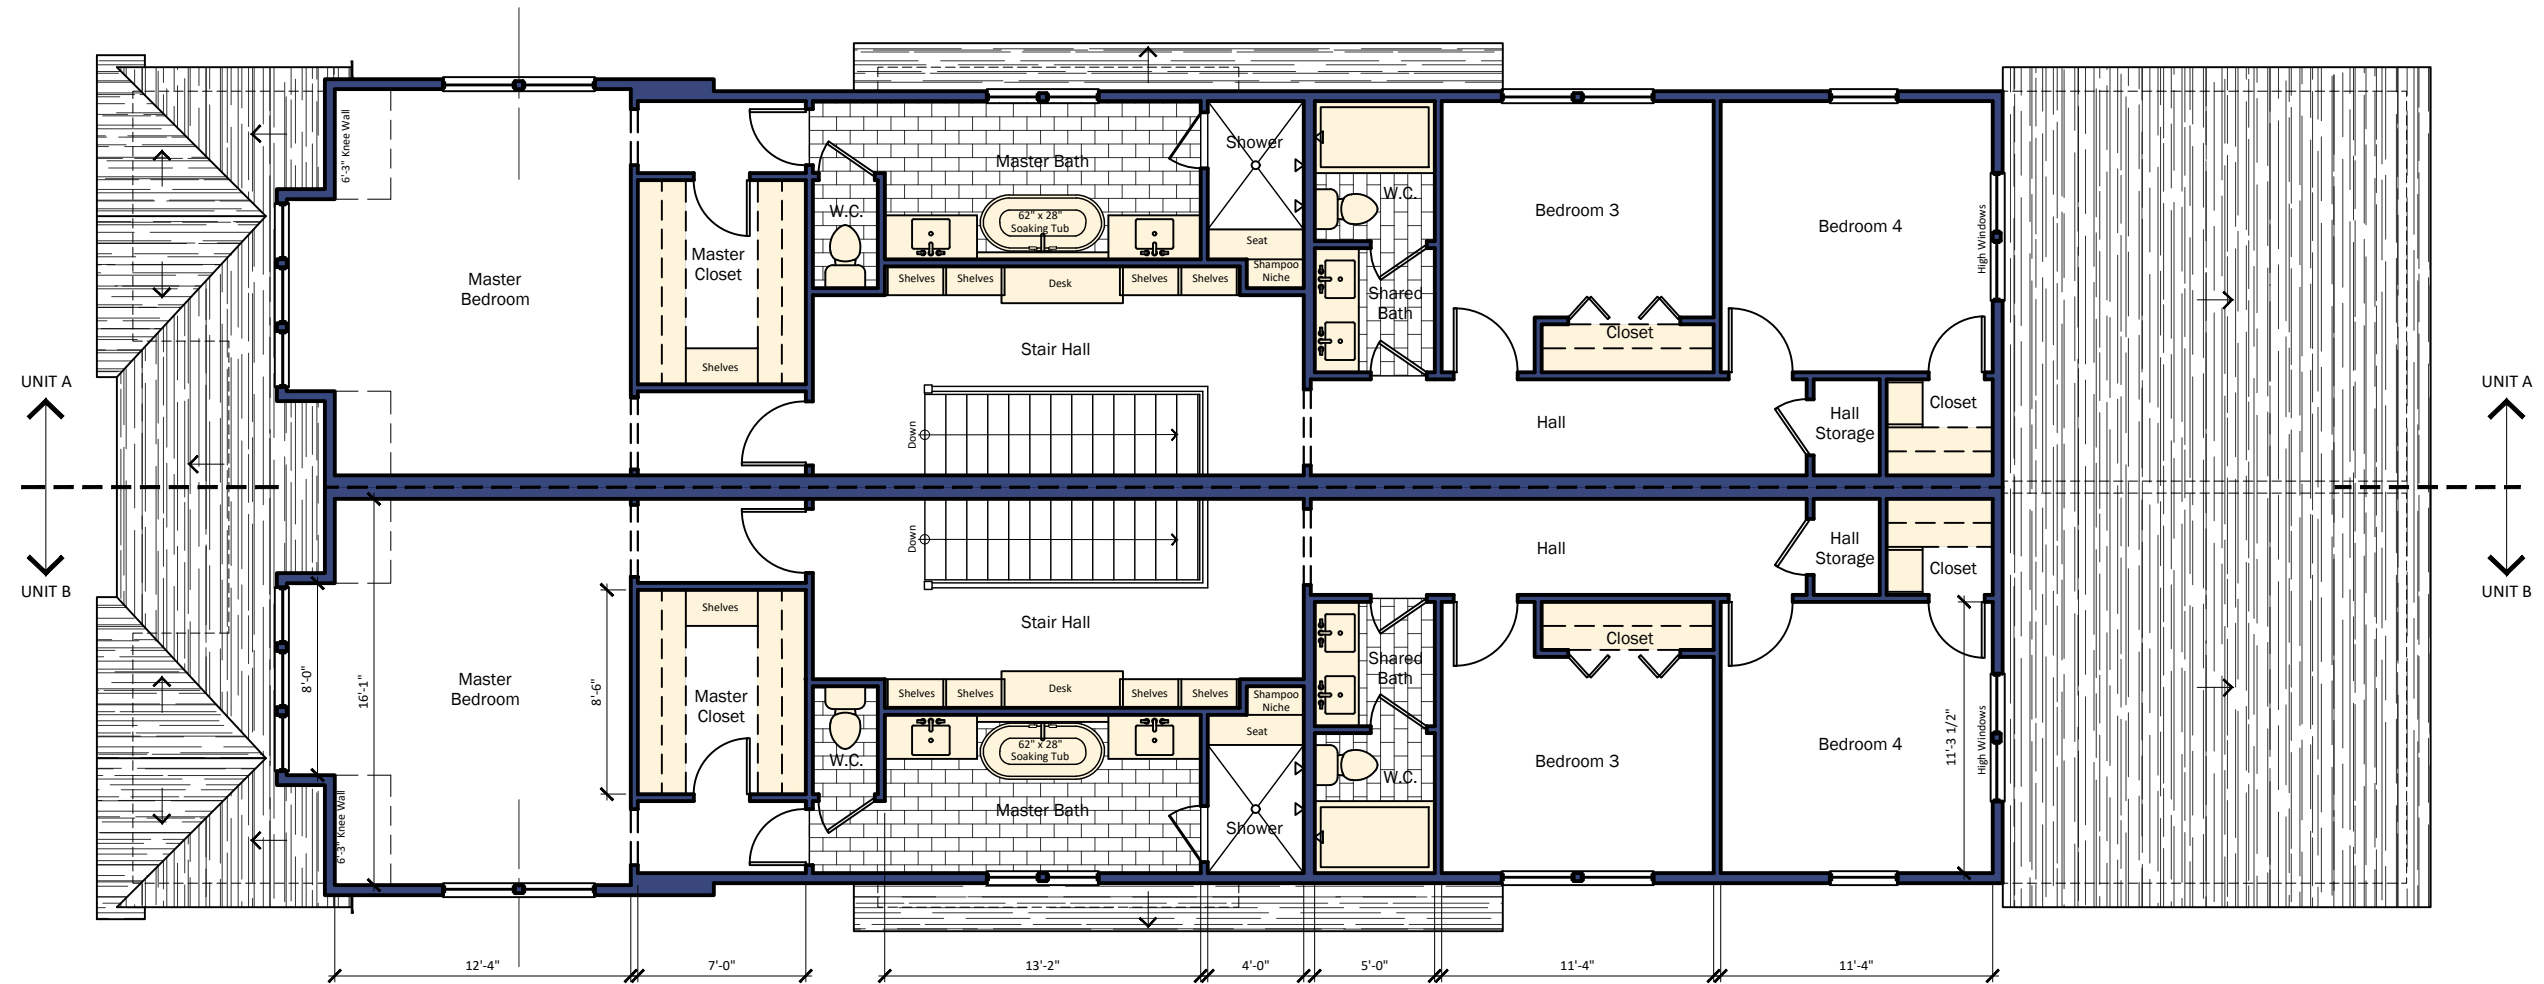 6'-3" Knee Wall
Master Bath
Shower
W.C.
W.C.
62" x 28"
Soaking Tub
Bedroom 3
Bedroom 4
High Windows
Master
Bedroom
Master
Closet
Seat
Shampoo
Niche
Shelves
Shelves
Desk
Shelves
Shelves
Shared
Bath
Closet
Stair Hall
Shelves
UNIT A
UNIT A
Down
Hall
Hall
Storage
Closet
Down
Hall
Hall
Storage
Closet
UNIT B
UNIT B
Shelves
Stair Hall
Closet
8'-0"
16'-1"
Master
Bedroom
8'-6"
Master
Closet
Shelves
Shelves
Desk
Shelves
Shelves
Shampoo
Niche
Seat
Shared
Bath
62" x 28"
Soaking Tub
W.C.
W.C.
Bedroom 3
Bedroom 4
11'-3 1/2"
High Windows
6'-3" Knee Wall
Master Bath
Shower
12'-4"
7'-0"
13'-2"
4'-0"
5'-0"
11'-4"
11'-4"